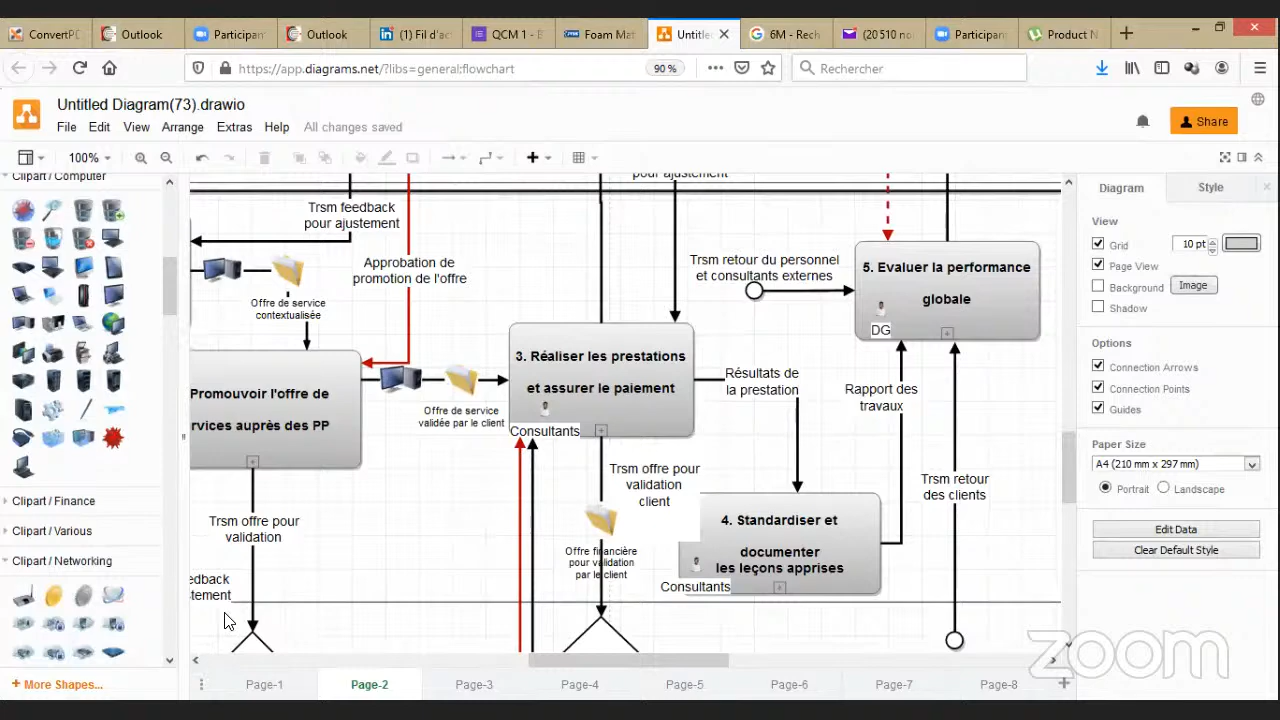 ConvertP
Outlook
Participan
Outlook
(1) Fil d'a
QCM 1 - E
Foam Ma
Untitle
6M - Rech
(20 510 no
Participan
Product N
https://app.diagrams.net/?libs=general;flowchart
90 %
Rechercher
Untitled Diagram(73).drawio
File Edit View Arrange Extras Help All changes saved
Share
100%
Clipart / Computer
Clipart / Finance
Clipart / Various
Clipart / Networking
+ More Shapes...
pour ajustement
Trsm feedback
pour ajustement
Approbation de
promotion de l'offre
Offre de service
contextualisée
Trsm retour du personnel
et consultants externes
5. Evaluer la performance
globale
DG
3. Réaliser les prestations
et assurer le paiement
Consultants
Promouvoir l'offre de
rvices auprès des PP
Offre de service
validée par le client
Résultats de
la prestation
Rapport des
travaux
Trsm offre pour
validation
client
Trsm retour
des clients
Trsm offre pour
validation
4. Standardiser et
documenter
les leçons apprises
Consultants
Offre financière
pour validation
par le client
edback
stement
Diagram Style
View
Grid 10 pt
Page View
Background Image
Shadow
Options
Connection Arrows
Connection Points
Guides
Paper Size
A4 (210 mm x 297 mm)
Portrait Landscape
Edit Data
Clear Default Style
Page-1 Page-2 Page-3 Page-4 Page-5 Page-6 Page-7 Page-8
zoom